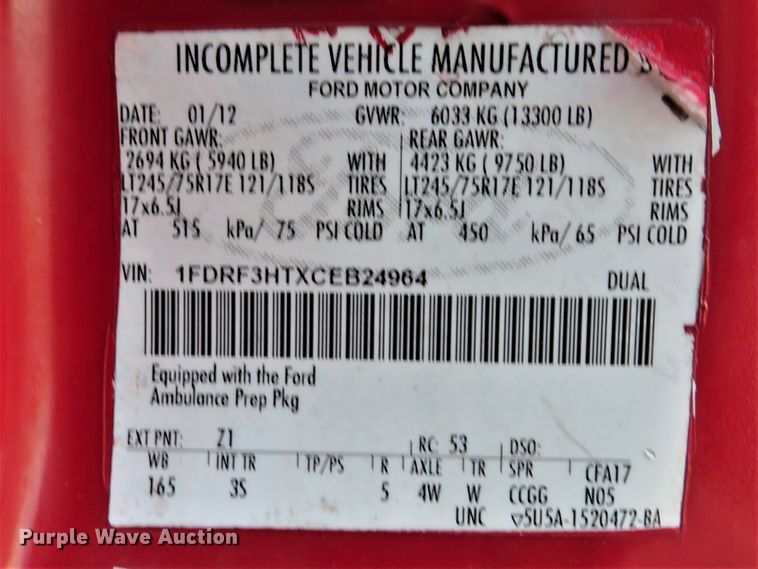 INCOMPLETE VEHICLE MANUFACTURED
FORD MOTOR COMPANY
DATE: 01/12 GVWR: 6033 KG (13300 LB)
FRONT GAWR: REAR GAWR:
2694 KG ( 5940 LB) WITH 4423 KG ( 9750 LB) WITH
LT245/75R17E 121/118S TIRES LT245/75R17E 121/118S TIRES
17x6.5J RIMS 17x6.5J RIMS
AT 515 kPa/ 75 PSI COLD AT 450 kPa/ 65 PSI COLD
VIN: 1FDRF3HTXCEB24964 DUAL
Equipped with the Ford
Ambulance Prep Pkg
EXT PNT: Z1 RC: 53 DSO:
WB INT TR TP/PS R AXLE TR SPR CFA17
165 3S 5 4W W CCGG N05
UNC ▽5U5A-1520472-BA
Purple Wave Auction